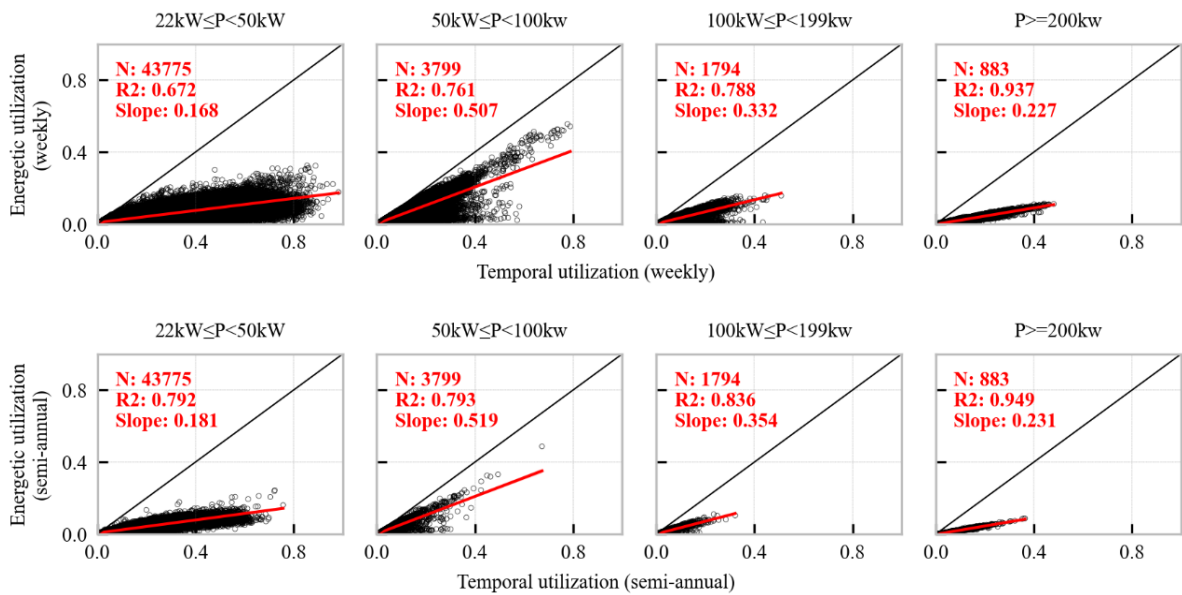 22kW≤P<50kW
50kW≤P<100kw
100kW≤P<199kw
P>=200kw
Energetic utilization
(weekly)
0.8
0.4
0.0
N: 43775
R2: 0.672
Slope: 0.168
N: 3799
R2: 0.761
Slope: 0.507
N: 1794
R2: 0.788
Slope: 0.332
N: 883
R2: 0.937
Slope: 0.227
0.0 0.4 0.8
0.0 0.4 0.8
0.0 0.4 0.8
0.0 0.4 0.8
Temporal utilization (weekly)
22kW≤P<50kW
50kW≤P<100kw
100kW≤P<199kw
P>=200kw
Energetic utilization
(semi-annual)
0.8
0.4
0.0
N: 43775
R2: 0.792
Slope: 0.181
N: 3799
R2: 0.793
Slope: 0.519
N: 1794
R2: 0.836
Slope: 0.354
N: 883
R2: 0.949
Slope: 0.231
0.0 0.4 0.8
0.0 0.4 0.8
0.0 0.4 0.8
0.0 0.4 0.8
Temporal utilization (semi-annual)